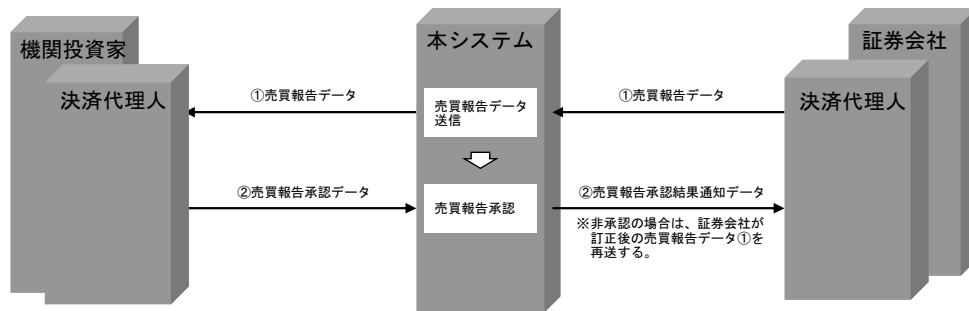 機関投資家
決済代理人
本システム
証券会社
決済代理人
①売買報告データ
売買報告データ
送信
①売買報告データ
②売買報告承認データ
売買報告承認
②売買報告承認結果通知データ
※非承認の場合は、証券会社が
訂正後の売買報告データ①を
再送する。